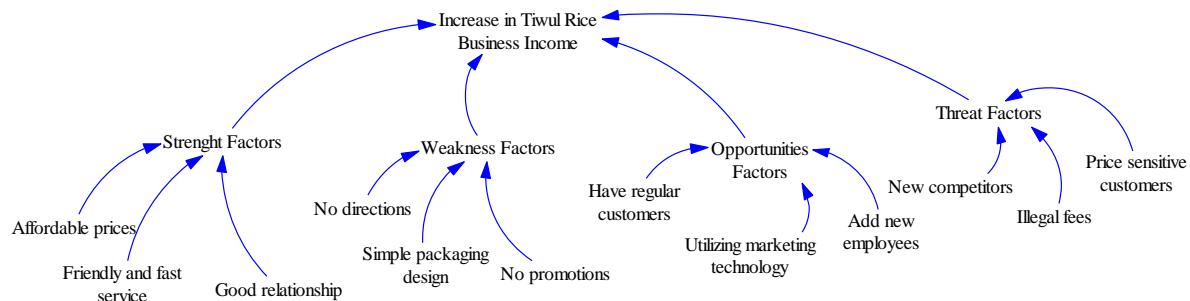 Increase in Tiwul Rice
Business Income
Strenght Factors
Weakness Factors
Opportunities
Factors
Threat Factors
Affordable prices
Friendly and fast
service
Good relationship
No directions
Simple packaging
design
No promotions
Have regular
customers
Utilizing marketing
technology
Add new
employees
New competitors
Illegal fees
Price sensitive
customers